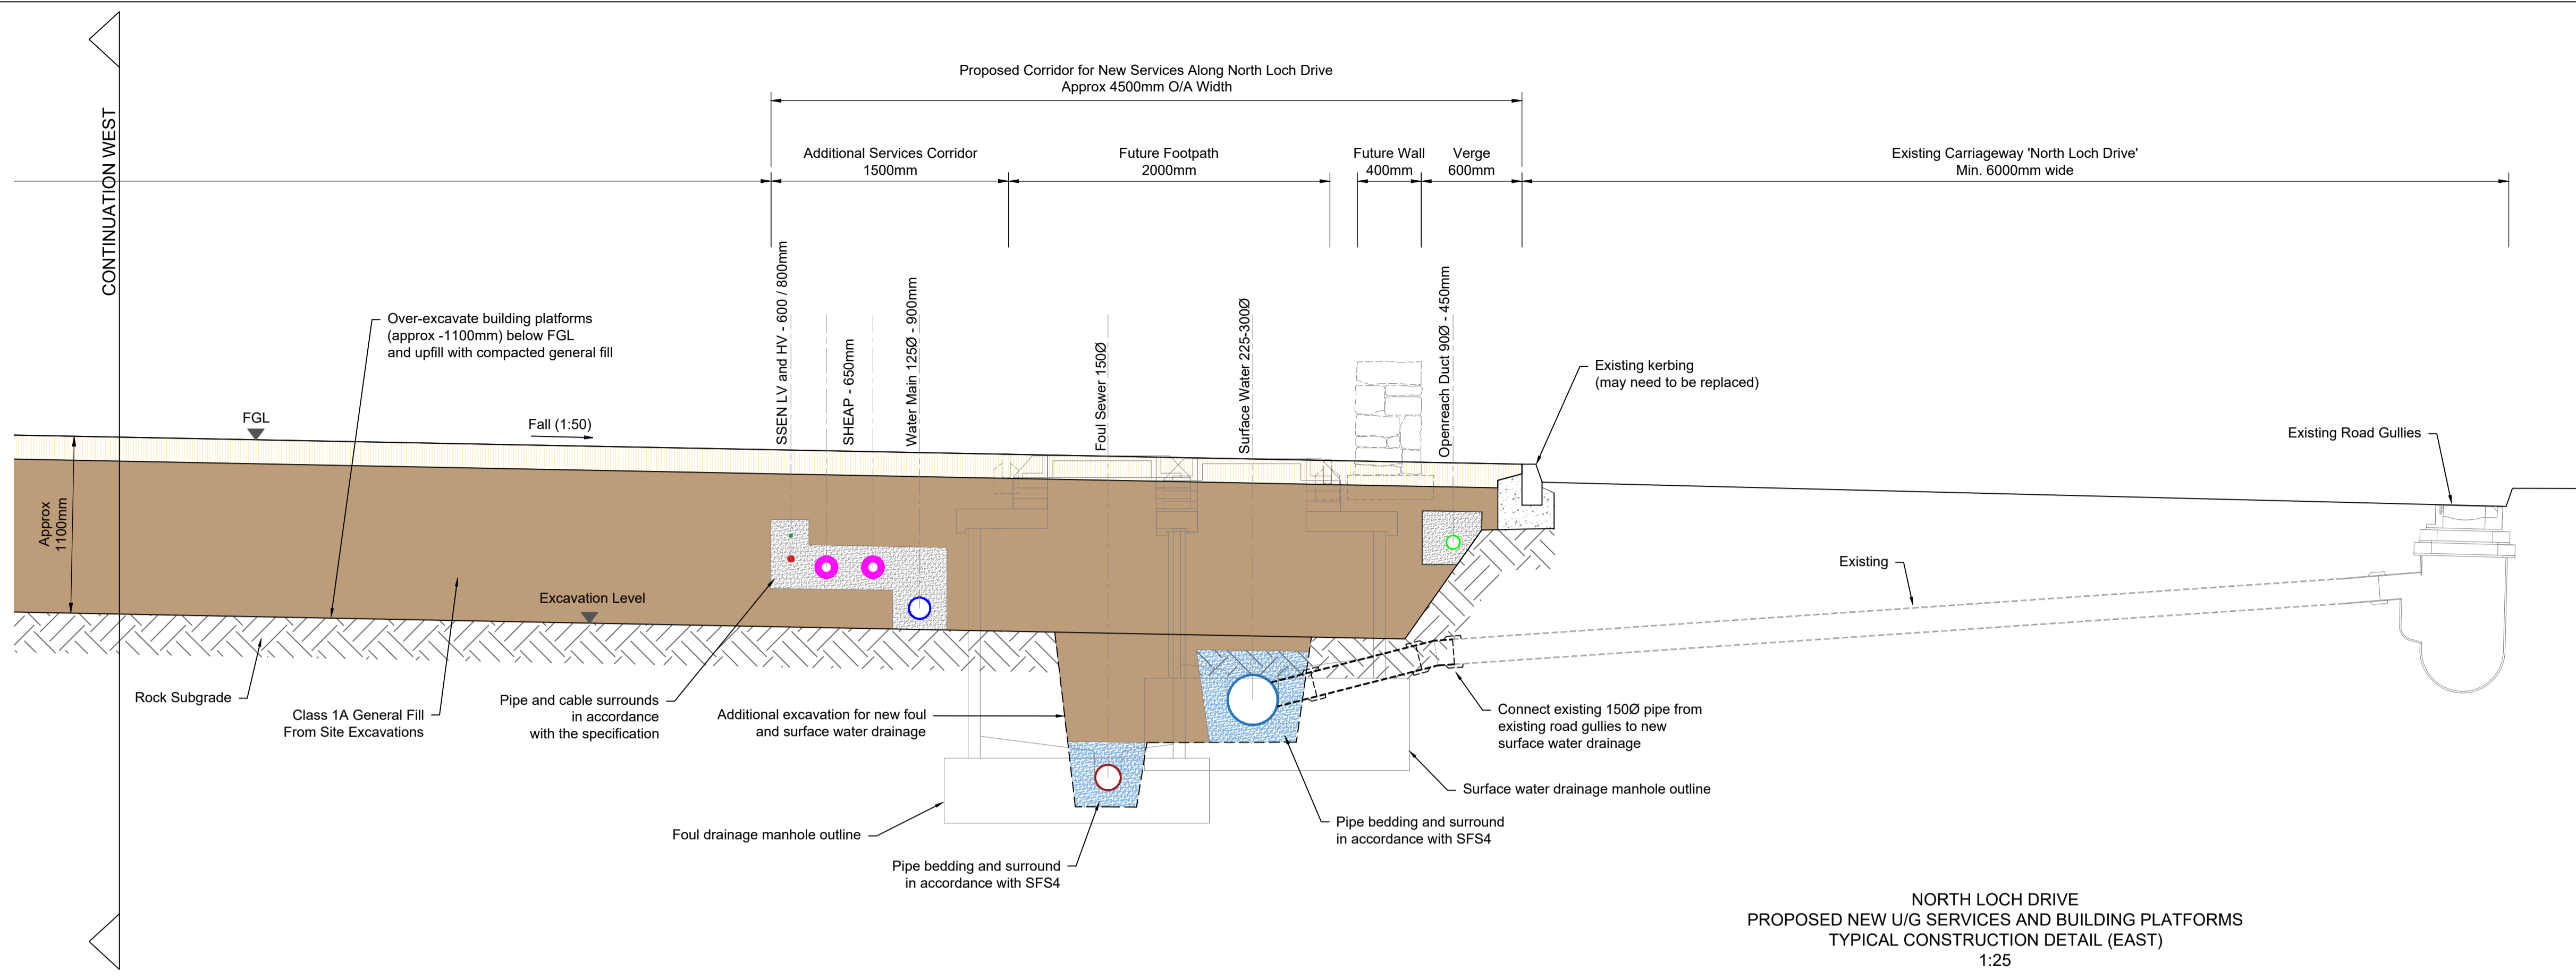 CONTINUATION WEST
Proposed Corridor for New Services Along North Loch Drive
Approx 4500mm O/A Width
Additional Services Corridor
1500mm
Future Footpath
2000mm
Future Wall
400mm
Verge
600mm
Existing Carriageway 'North Loch Drive'
Min. 6000mm wide
Over-excavate building platforms
(approx -1100mm) below FGL
and upfill with compacted general fill
SSEN LV and HV - 600 / 800mm
SHEAP - 650mm
Water Main 125Ø - 900mm
Foul Sewer 150Ø
Surface Water 225-300Ø
Openreach Duct 90Ø - 450mm
Existing kerbing
(may need to be replaced)
FGL
Fall (1:50)
Existing Road Gullies
Approx
1100mm
Excavation Level
Existing
Rock Subgrade
Class 1A General Fill
From Site Excavations
Pipe and cable surrounds
in accordance
with the specification
Additional excavation for new foul
and surface water drainage
Connect existing 150Ø pipe from
existing road gullies to new
surface water drainage
Surface water drainage manhole outline
Foul drainage manhole outline
Pipe bedding and surround
in accordance with SFS4
Pipe bedding and surround
in accordance with SFS4
NORTH LOCH DRIVE
PROPOSED NEW U/G SERVICES AND BUILDING PLATFORMS
TYPICAL CONSTRUCTION DETAIL (EAST)
1:25